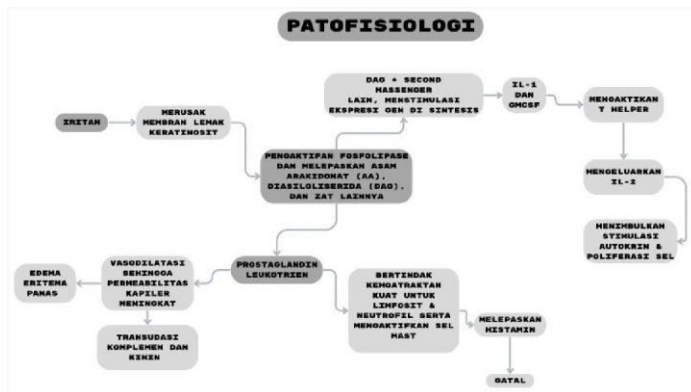 PATOFISIOLOGI
IRITAN
MERUSAK
MEMBRAN LEMAK
KERATINOSIT
PENGAKTIFAN FOSFOLIPASE
DAN MELEPASKAN ASAM
ARAKIDONAT (AA),
DIASILGLISERIDA (DAG),
DAN ZAT LAINNYA
DAG + SECOND
MASSENGER
LAIN, MENSTIMULASI
EKSPRESI GEN DI SINTESIS
IL-1
DAN
GMCSF
MENGAKTIKAN
T HELPER
MENGELUARKAN
IL-2
MENIMBULKAN
STIMULASI
AUTOKRIN &
POLIFERASI SEL
PROSTAGLANDIN
LEUKOTRIEN
VASODILATASI
SEHINGGA
PERMEABILITAS
KAPILER
MENINGKAT
EDEMA
ERITEMA
PANAS
TRANSUDASI
KOMPLEMEN DAN
KININ
BERTINDAK
KEMOATRAKTAN
KUAT UNTUK
LIMFOSIT &
NEUTROFIL SERTA
MENGAKTIFKAN SEL
MAST
MELEPASKAN
HISTAMIN
GATAL